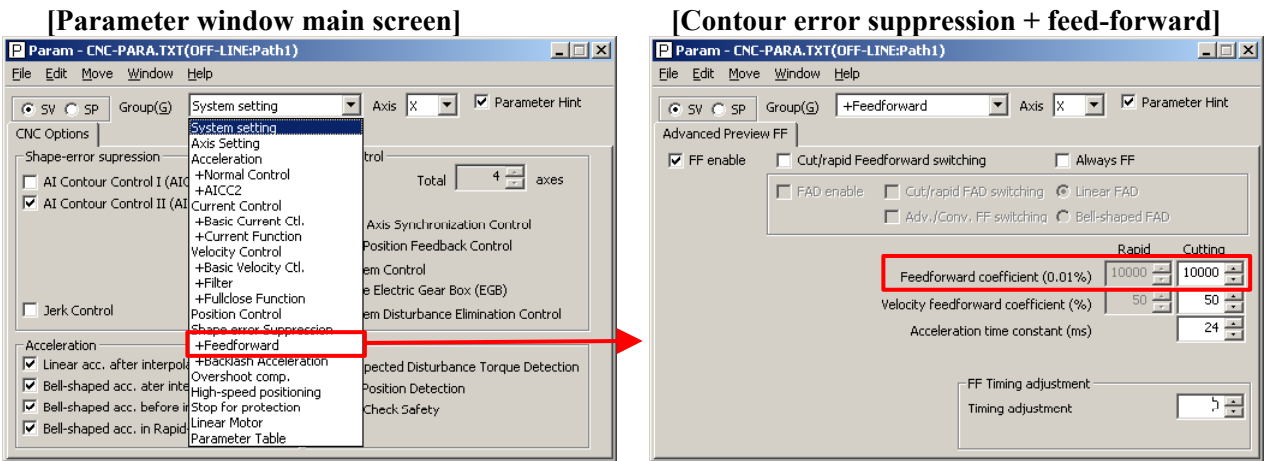 [Parameter window main screen]
Param - CNC-PARA.TXT(OFF-LINE:Path1)
File Edit Move Window Help
SV SP Group(G) System setting Axis X Parameter Hint
CNC Options
System setting
Axis Setting
Acceleration
+Normal Control
+AICC2
Current Control
+Basic Current Ctl.
+Current Function
Velocity Control
+Basic Velocity Ctl.
+Filter
+Fullclose Function
Position Control
Shape error Suppression
+Feedforward
+Backlash Acceleration
Overshoot comp.
High-speed positioning
Stop for protection
Linear Motor
Parameter Table
Shape-error supression
AI Contour Control I (AIC
AI Contour Control II (AI
Jerk Control
trol
Total 4 axes
Axis Synchronization Control
Position Feedback Control
em Control
e Electric Gear Box (EGB)
em Disturbance Elimination Control
Acceleration
Linear acc. after interpola
Bell-shaped acc. ater inte
Bell-shaped acc. before i
Bell-shaped acc. in Rapid-
pected Disturbance Torque Detection
Position Detection
Check Safety
[Contour error suppression + feed-forward]
Param - CNC-PARA.TXT(OFF-LINE:Path1)
File Edit Move Window Help
SV SP Group(G) +Feedforward Axis X Parameter Hint
Advanced Preview FF
FF enable Cut/rapid Feedforward switching Always FF
FAD enable Cut/rapid FAD switching Linear FAD
Adv./Conv. FF switching Bell-shaped FAD
Rapid Cutting
Feedforward coefficient (0.01%) 10000 10000
Velocity feedforward coefficient (%) 50 50
Acceleration time constant (ms) 24
FF Timing adjustment
Timing adjustment